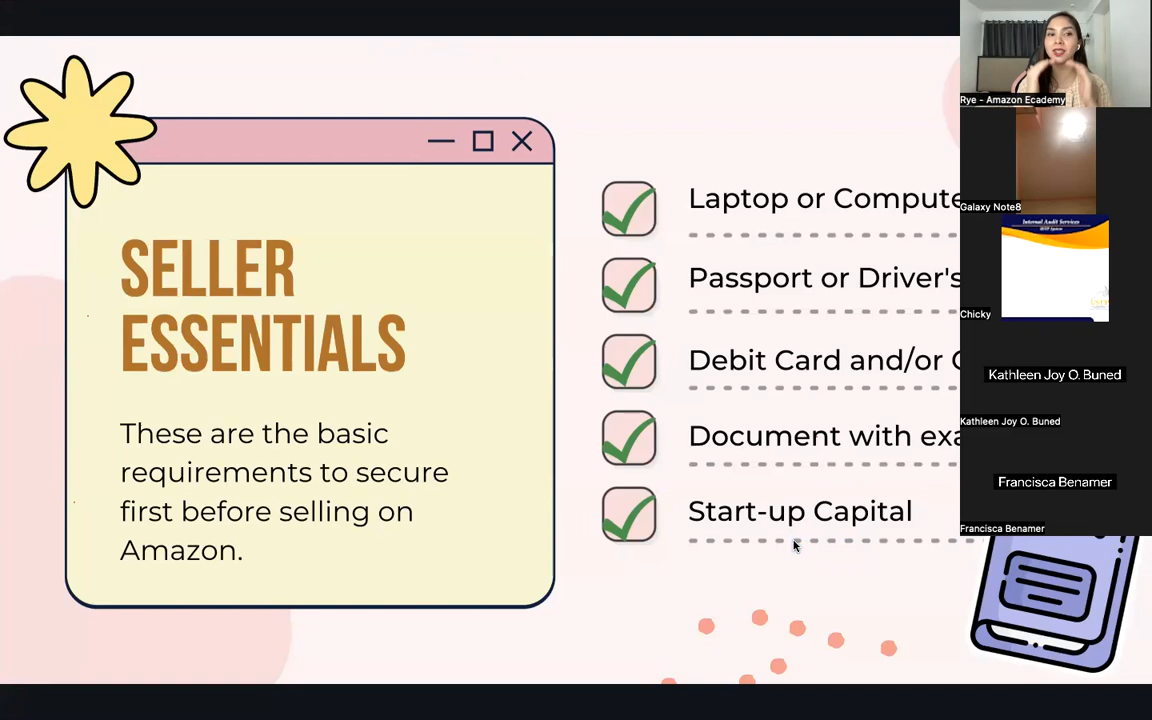 SELLER
ESSENTIALS
These are the basic
requirements to secure
first before selling on
Amazon.
Laptop or Compute
Passport or Driver's
Debit Card and/or
Document with exa
Start-up Capital
Rye - Amazon Ecademy
Galaxy Note8
Internal Audit Services
Chicky
Kathleen Joy O. Buned
Kathleen Joy O. Buned
Francisca Benamer
Francisca Benamer